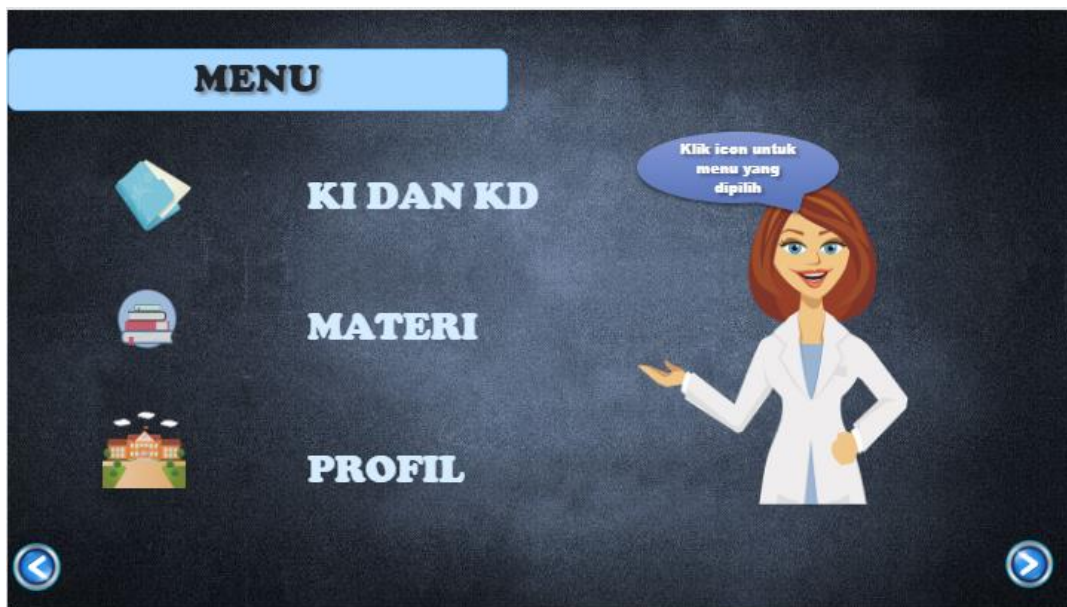 MENU
Klik icon untuk
menu yang
dipilih
KI DAN KD
MATERI
PROFIL